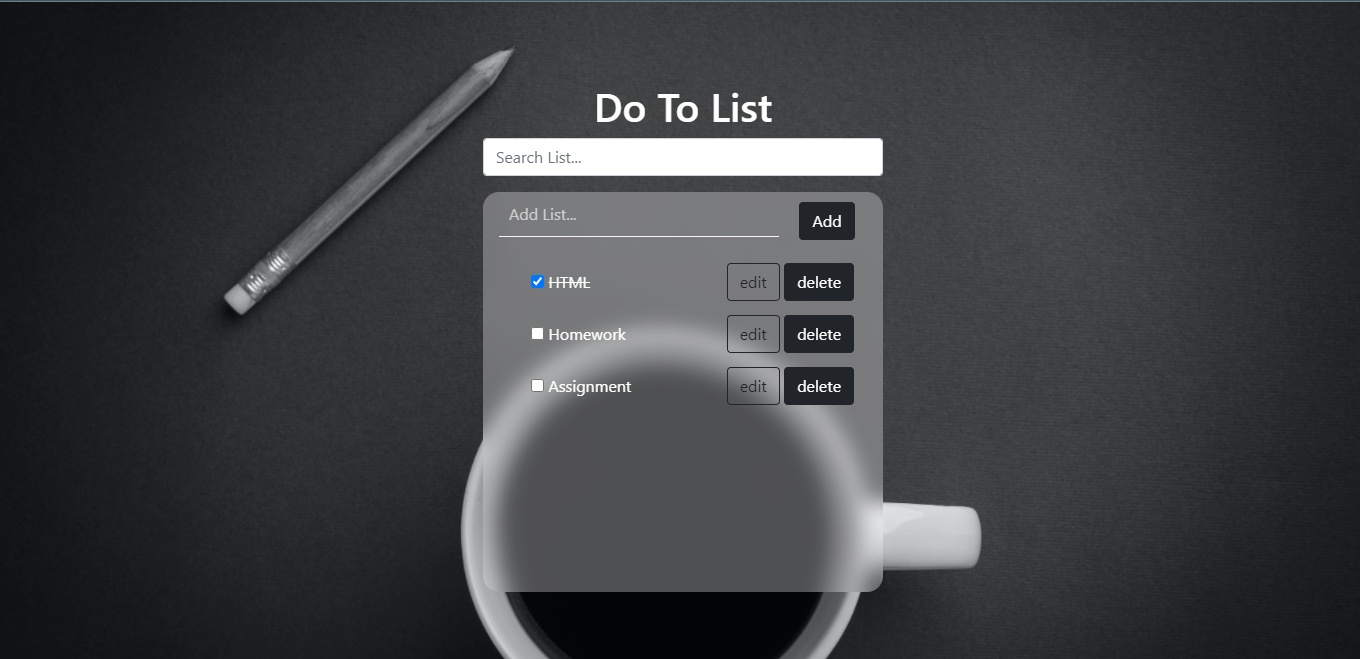 Do To List
Search List...
Add List... Add
HTML edit delete
Homework edit delete
Assignment edit delete